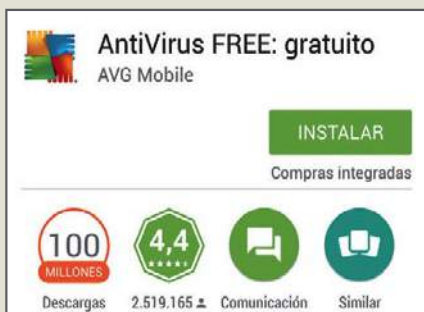 AntiVirus FREE: gratuito
AVG Mobile
INSTALAR
Compras integradas
100
MILLONES
4,4
Descargas 2.519.165 Comunicación Similar